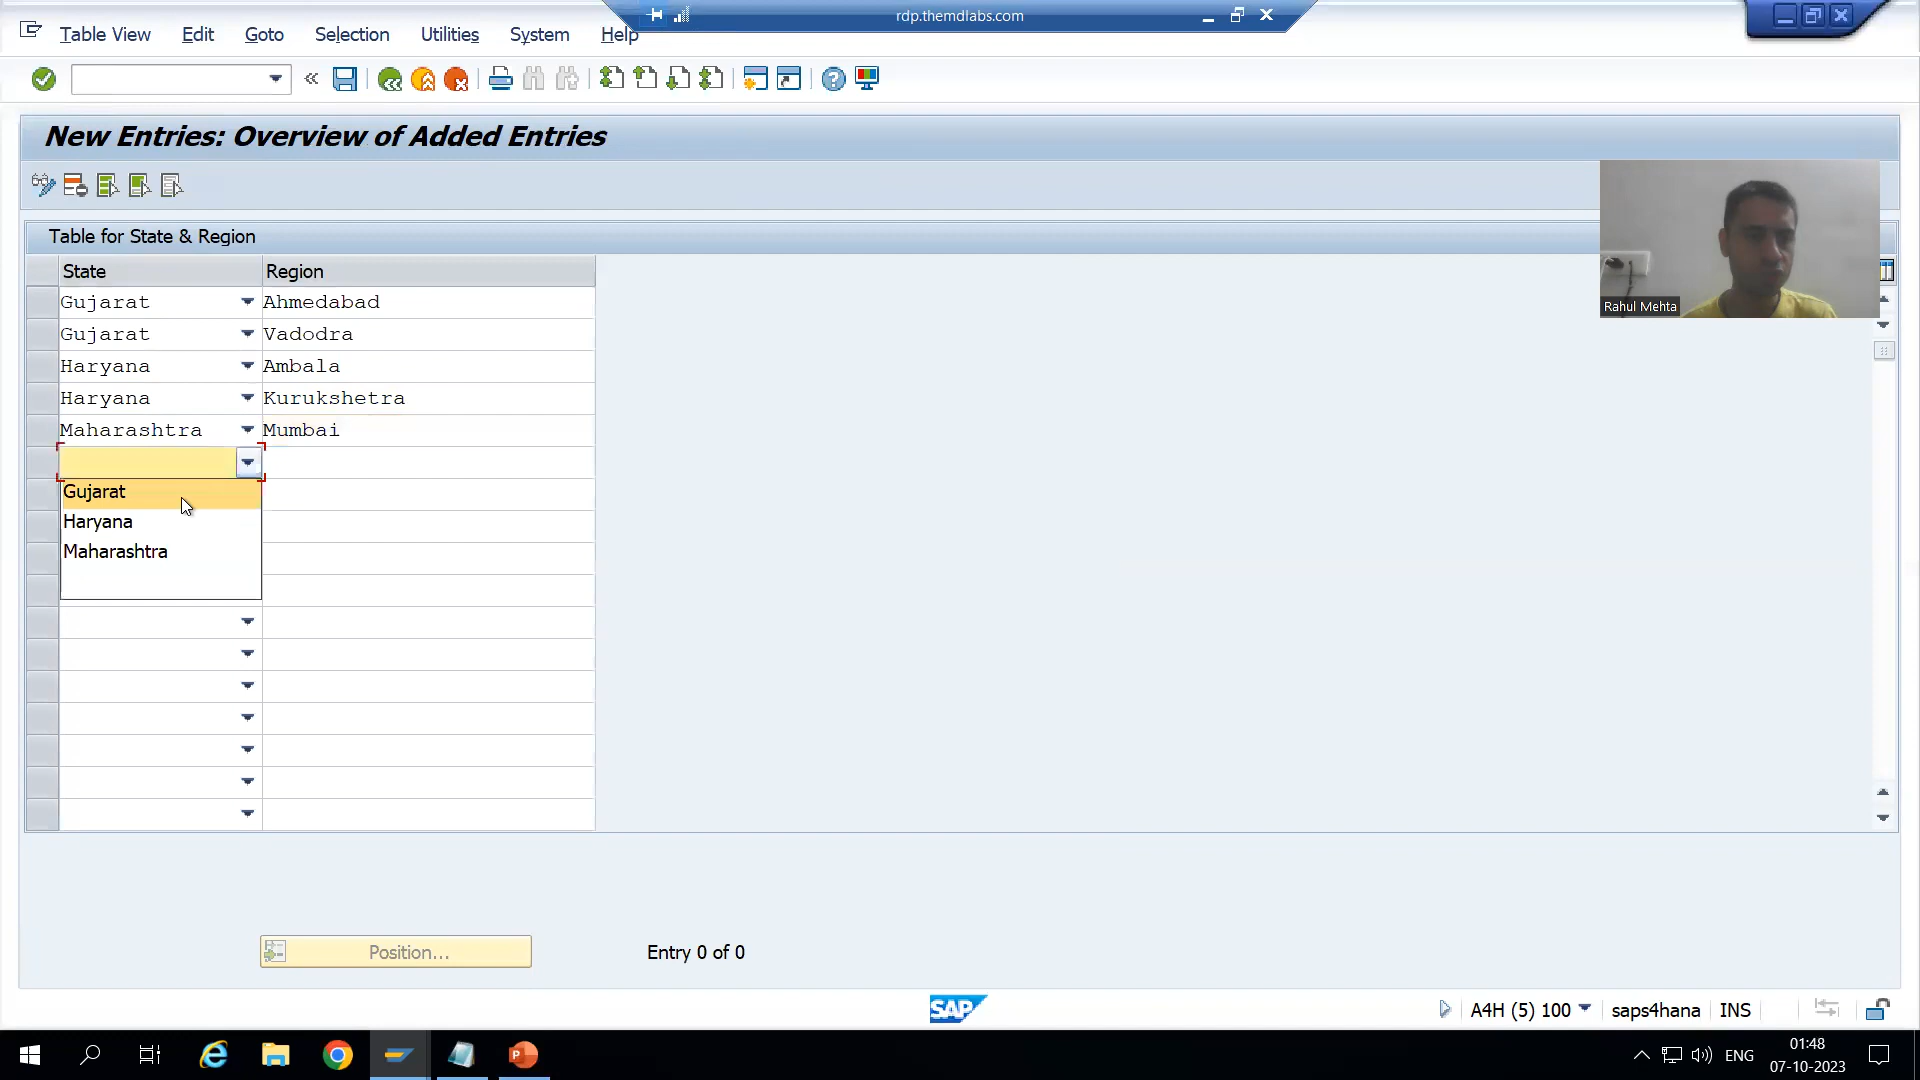 rdp.themdlabs.com
Table View Edit Goto Selection Utilities System Help
New Entries: Overview of Added Entries
Rahul Mehta
Table for State & Region
State Region
Gujarat Ahmedabad
Gujarat Vadodra
Haryana Ambala
Haryana Kurukshetra
Maharashtra Mumbai
Gujarat
Haryana
Maharashtra
Position... Entry 0 of 0
SAP A4H (5) 100 saps4hana INS
01:48
ENG
07-10-2023